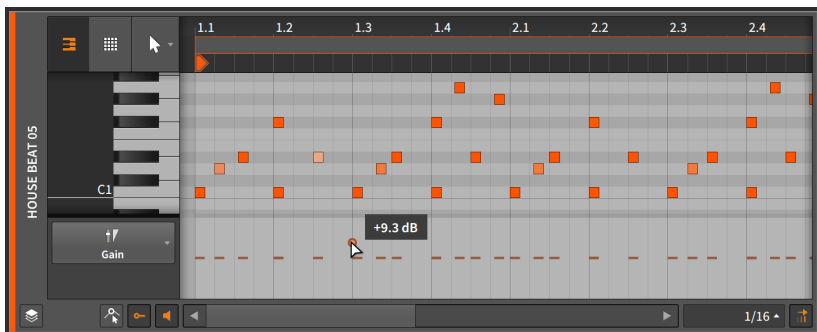 1.1 1.2 1.3 1.4 2.1 2.2 2.3 2.4
HOUSE BEAT 05
C1
+9.3 dB
Gain
1/16